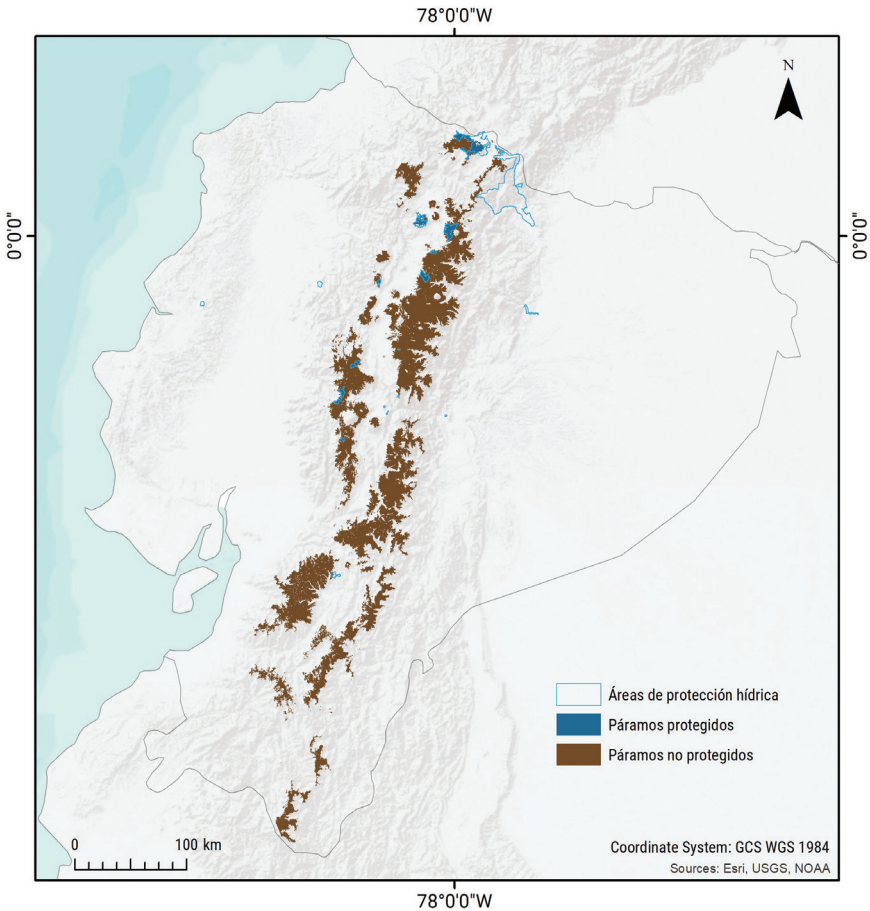 78°0'0"W
N
0°0'0"
0°0'0"
Áreas de protección hídrica
Páramos protegidos
Páramos no protegidos
0 100 km
Coordinate System: GCS WGS 1984
Sources: Esri, USGS, NOAA
78°0'0"W